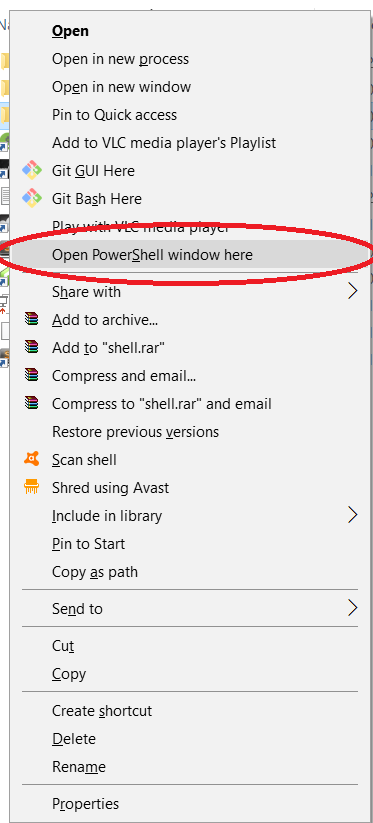 Open
Open in new process
Open in new window
Pin to Quick access
Add to VLC media player's Playlist
Git GUI Here
Git Bash Here
Play with VLC media player
Open PowerShell window here
Share with
Add to archive...
Add to "shell.rar"
Compress and email...
Compress to "shell.rar" and email
Restore previous versions
Scan shell
Shred using Avast
Include in library
Pin to Start
Copy as path
Send to
Cut
Copy
Create shortcut
Delete
Rename
Properties